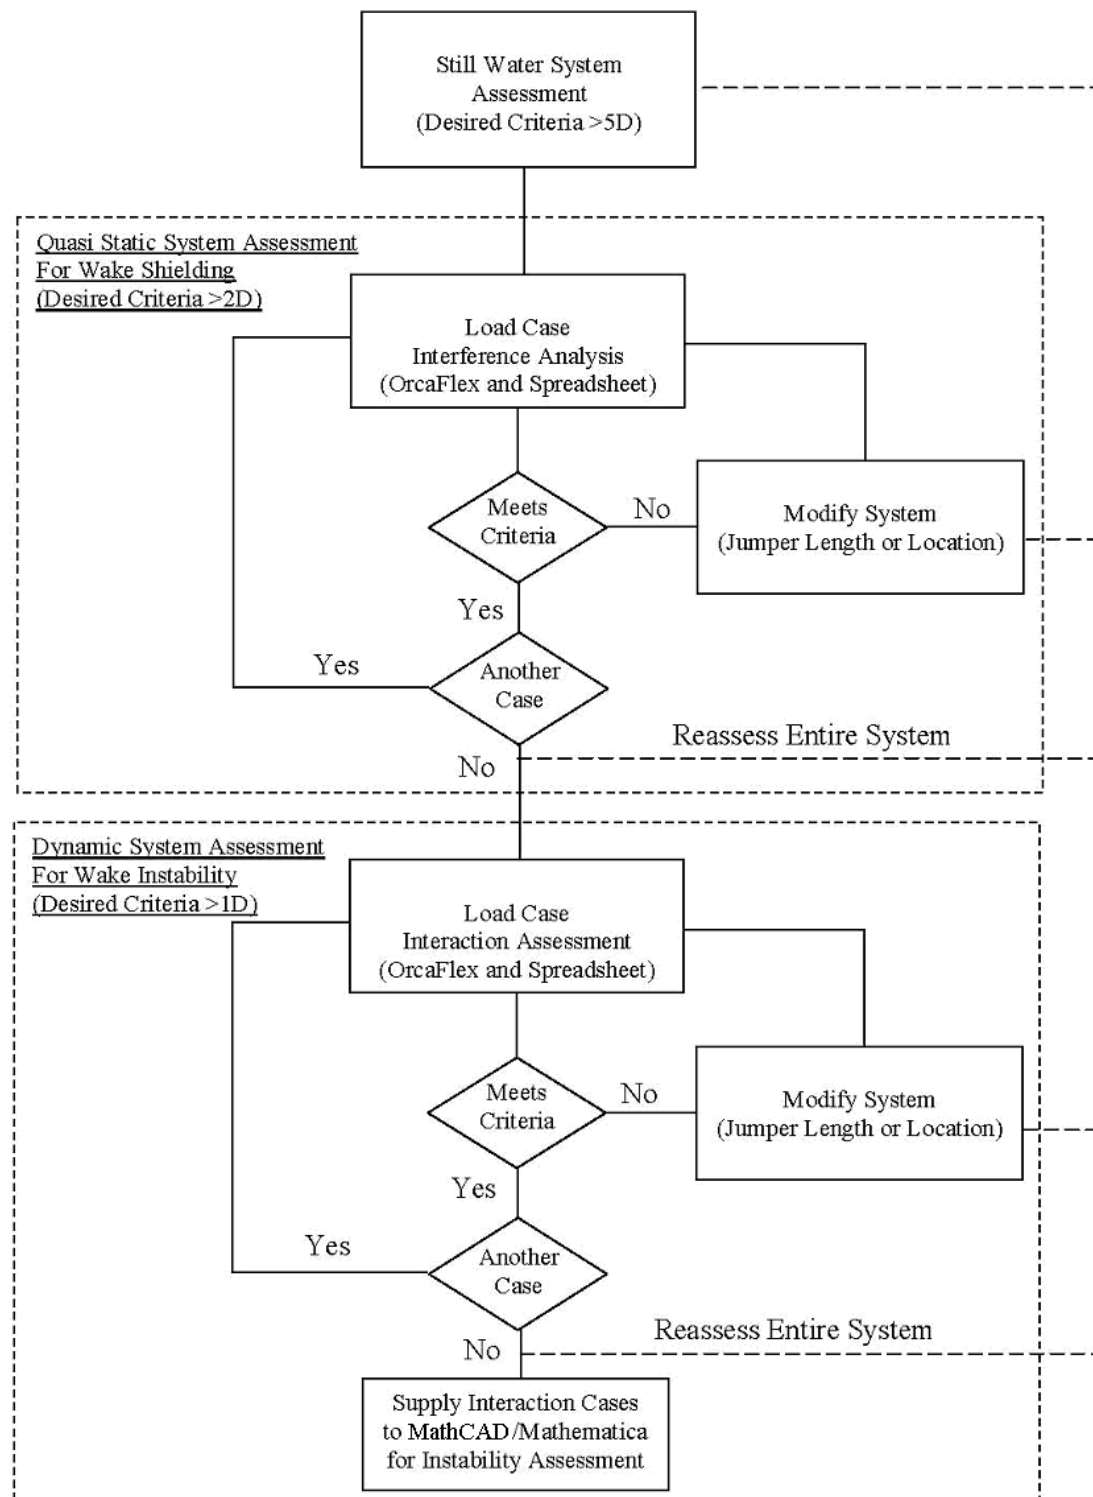 Still Water System
Assessment
(Desired Criteria >5D)
Quasi Static System Assessment
For Wake Shielding
(Desired Criteria >2D)
Load Case
Interference Analysis
(OrcaFlex and Spreadsheet)
Meets
Criteria
No
Modify System
(Jumper Length or Location)
Yes
Another
Case
Yes
Reassess Entire System
No
Dynamic System Assessment
For Wake Instability
(Desired Criteria >1D)
Load Case
Interaction Assessment
(OrcaFlex and Spreadsheet)
Meets
Criteria
No
Modify System
(Jumper Length or Location)
Yes
Another
Case
Yes
Reassess Entire System
No
Supply Interaction Cases
to MathCAD/Mathematica
for Instability Assessment